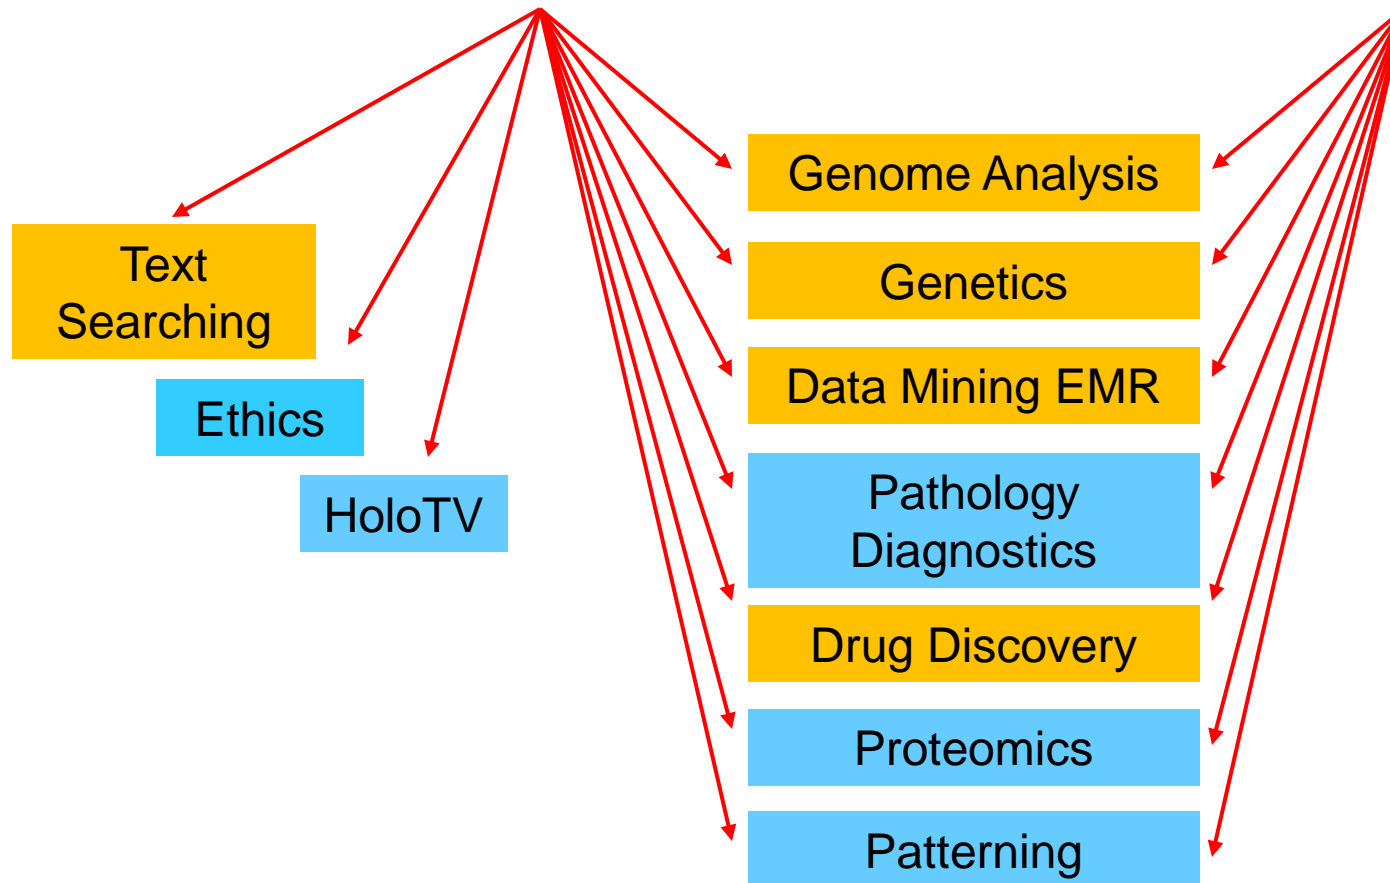 Genome Analysis
Text
Searching
Genetics
Data Mining EMR
Ethics
HoloTV
Pathology
Diagnostics
Drug Discovery
Proteomics
Patterning